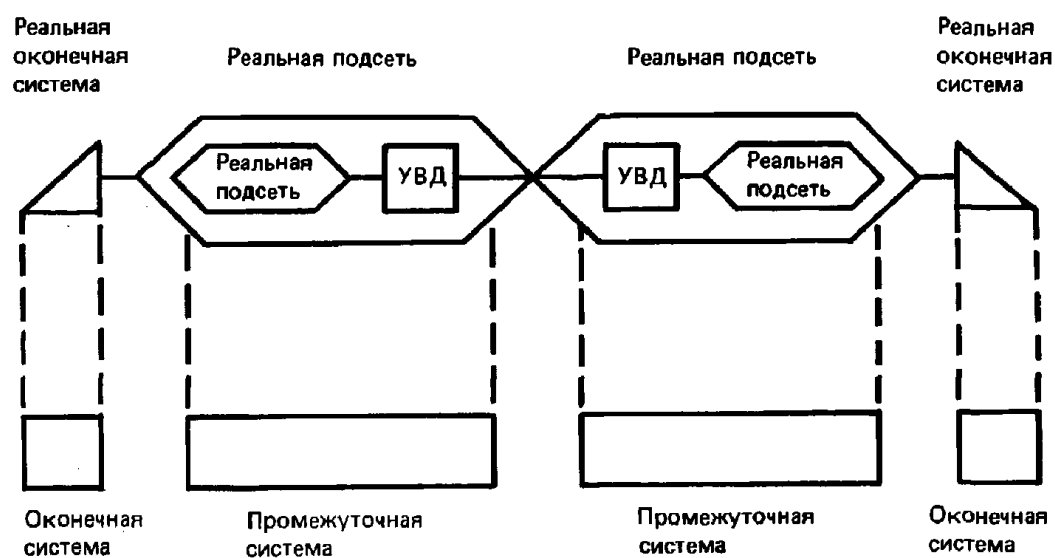 Реальная
оконечная
система
Реальная подсеть
Реальная подсеть
Реальная
оконечная
система
Реальная
подсеть
УВД
УВД
Реальная
подсеть
Оконечная
система
Промежуточная
система
Промежуточная
система
Оконечная
система